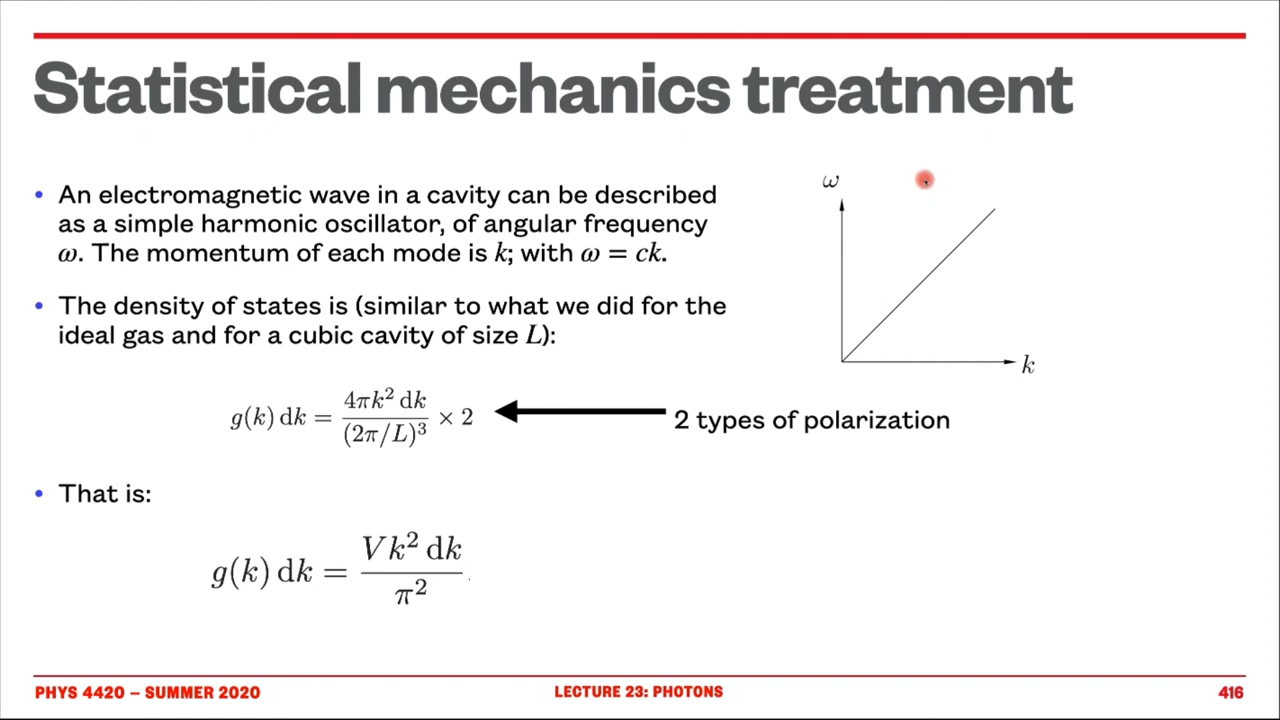 Statistical mechanics treatment
• An electromagnetic wave in a cavity can be described
as a simple harmonic oscillator, of angular frequency
ω. The momentum of each mode is k; with ω = ck.
• The density of states is (similar to what we did for the
ideal gas and for a cubic cavity of size L):
g(k) dk = \frac{4πk² dk}{(2π/L)³} × 2
2 types of polarization
• That is:
g(k) dk = \frac{Vk² dk}{π²}.
ω
k
PHYS 4420 – SUMMER 2020
LECTURE 23: PHOTONS
416